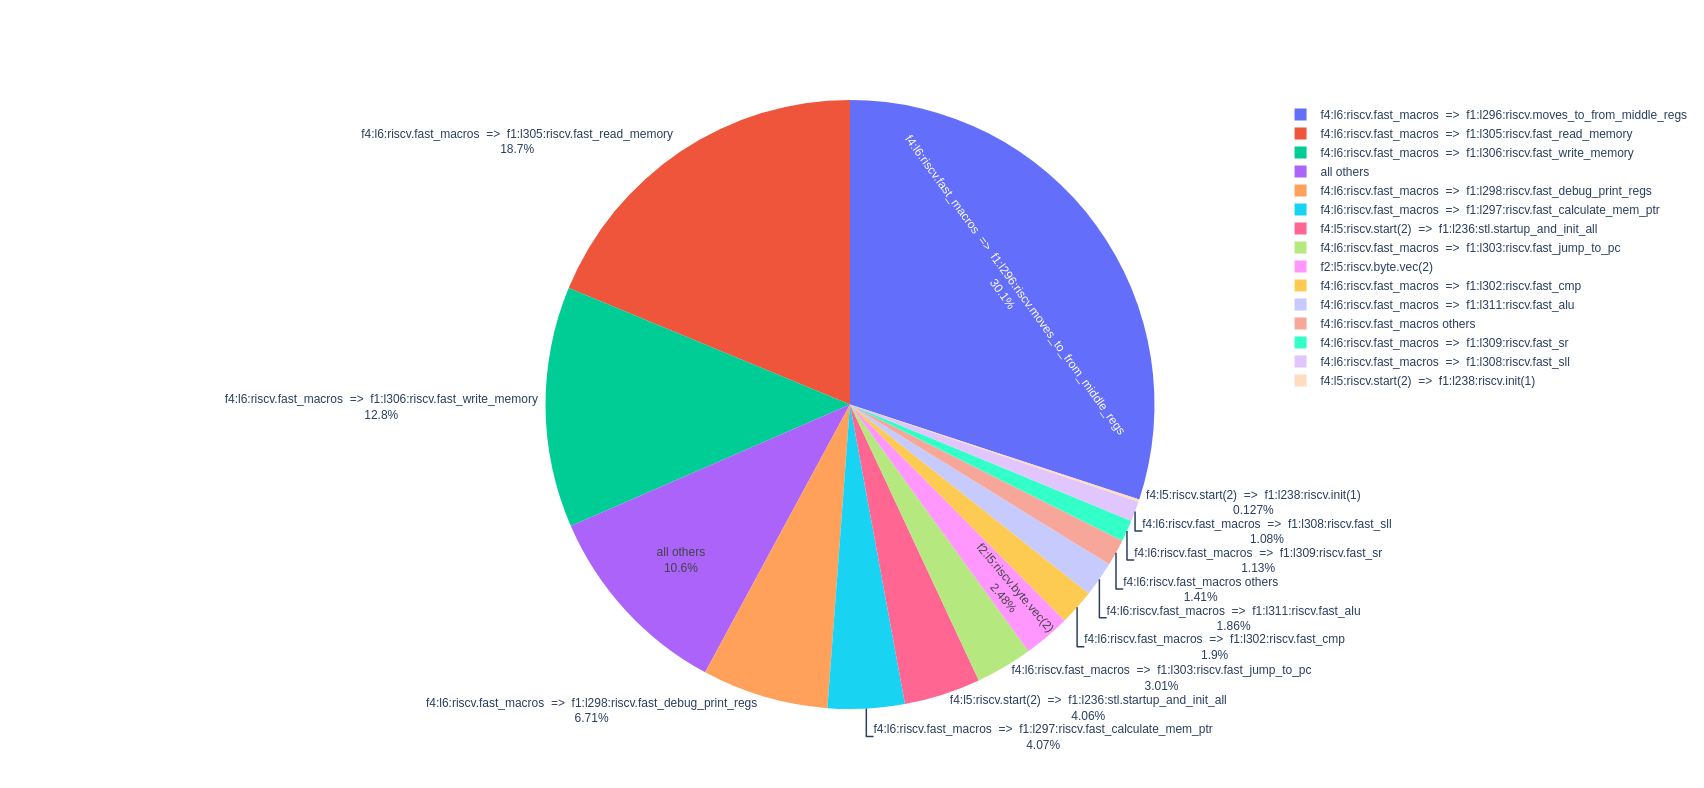 f4:l6:riscv.fast_macros => f1:l305:riscv.fast_read_memory
18.7%
f4:l6:riscv.fast_macros => f1:l296:riscv.moves_to_from_middle_regs
30.1%
f4:l6:riscv.fast_macros => f1:l306:riscv.fast_write_memory
12.8%
all others
10.6%
f4:l6:riscv.fast_macros => f1:l298:riscv.fast_debug_print_regs
6.71%
f4:l6:riscv.fast_macros => f1:l297:riscv.fast_calculate_mem_ptr
4.07%
f4:l5:riscv.start(2) => f1:l236:stl.startup_and_init_all
4.06%
f4:l6:riscv.fast_macros => f1:l303:riscv.fast_jump_to_pc
3.01%
f2:l5:riscv.byte.vec(2)
2.48%
f4:l6:riscv.fast_macros => f1:l302:riscv.fast_cmp
1.9%
f4:l6:riscv.fast_macros => f1:l311:riscv.fast_alu
1.86%
f4:l6:riscv.fast_macros others
1.41%
f4:l6:riscv.fast_macros => f1:l309:riscv.fast_sr
1.13%
f4:l6:riscv.fast_macros => f1:l308:riscv.fast_sll
1.08%
f4:l5:riscv.start(2) => f1:l238:riscv.init(1)
0.127%
f4:l6:riscv.fast_macros => f1:l296:riscv.moves_to_from_middle_regs
f4:l6:riscv.fast_macros => f1:l305:riscv.fast_read_memory
f4:l6:riscv.fast_macros => f1:l306:riscv.fast_write_memory
all others
f4:l6:riscv.fast_macros => f1:l298:riscv.fast_debug_print_regs
f4:l6:riscv.fast_macros => f1:l297:riscv.fast_calculate_mem_ptr
f4:l5:riscv.start(2) => f1:l236:stl.startup_and_init_all
f4:l6:riscv.fast_macros => f1:l303:riscv.fast_jump_to_pc
f2:l5:riscv.byte.vec(2)
f4:l6:riscv.fast_macros => f1:l302:riscv.fast_cmp
f4:l6:riscv.fast_macros => f1:l311:riscv.fast_alu
f4:l6:riscv.fast_macros others
f4:l6:riscv.fast_macros => f1:l309:riscv.fast_sr
f4:l6:riscv.fast_macros => f1:l308:riscv.fast_sll
f4:l5:riscv.start(2) => f1:l238:riscv.init(1)